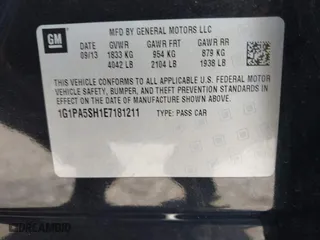 GM
MFD BY GENERAL MOTORS LLC
DATE GVWR GAWR FRT GAWR RR
09/13 1833 KG 954 KG 879 KG
4042 LB 2104 LB 1938 LB
THIS VEHICLE CONFORMS TO ALL APPLICABLE U.S. FEDERAL MOTOR
VEHICLE SAFETY, BUMPER, AND THEFT PREVENTION STANDARDS IN
EFFECT ON THE DATE OF MANUFACTURE SHOWN ABOVE.
1G1PA5SH1E7181211 TYPE: PASS CAR